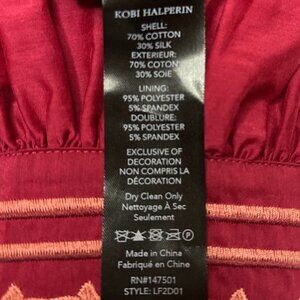 KOBI HALPERIN
SHELL:
70% COTTON
30% SILK
EXTERIEUR:
70% COTON
30% SOIE
LINING:
95% POLYESTER
5% SPANDEX
DOUBLURE:
95% POLYESTER
5% SPANDEX
EXCLUSIVE OF
DECORATION
NON COMPRIS LA
DÉCORATION
Dry Clean Only
Nettoyage À Sec
Seulement
Made in China
Fabriqué en Chine
RN#147501
STYLE: LF2D01